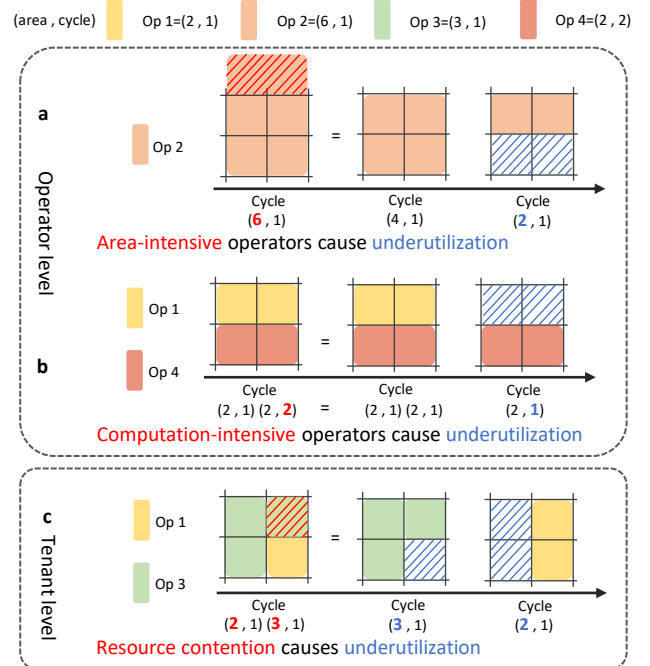 (area , cycle) Op 1=(2 , 1) Op 2=(6 , 1) Op 3=(3 , 1) Op 4=(2 , 2)
Operator level
a
Op 2
=
Cycle Cycle Cycle
(6 , 1) (4 , 1) (2 , 1)
Area-intensive operators cause underutilization
b
Op 1
Op 4
=
Cycle Cycle Cycle
(2 , 1) (2 , 2) = (2 , 1) (2 , 1) (2 , 1)
Computation-intensive operators cause underutilization
Tenant level
c
Op 1
Op 3
=
Cycle Cycle Cycle
(2 , 1) (3 , 1) (3 , 1) (2 , 1)
Resource contention causes underutilization